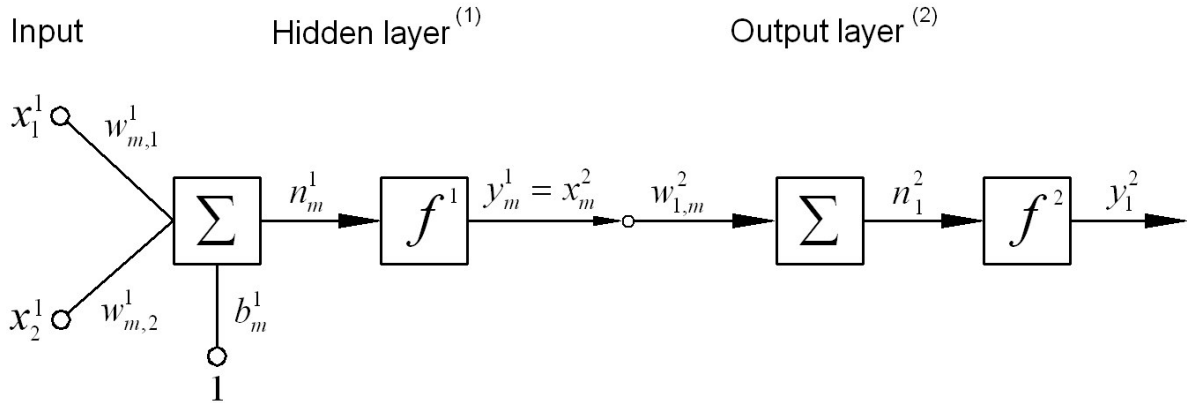 Input Hidden layer (1) Output layer (2)
x_1^1 w_{m,1}^1
Σ n_m^1 f^1 y_m^1 = x_m^2 w_{1,m}^2 Σ n_1^2 f^2 y_1^2
x_2^1 w_{m,2}^1 b_m^1
1